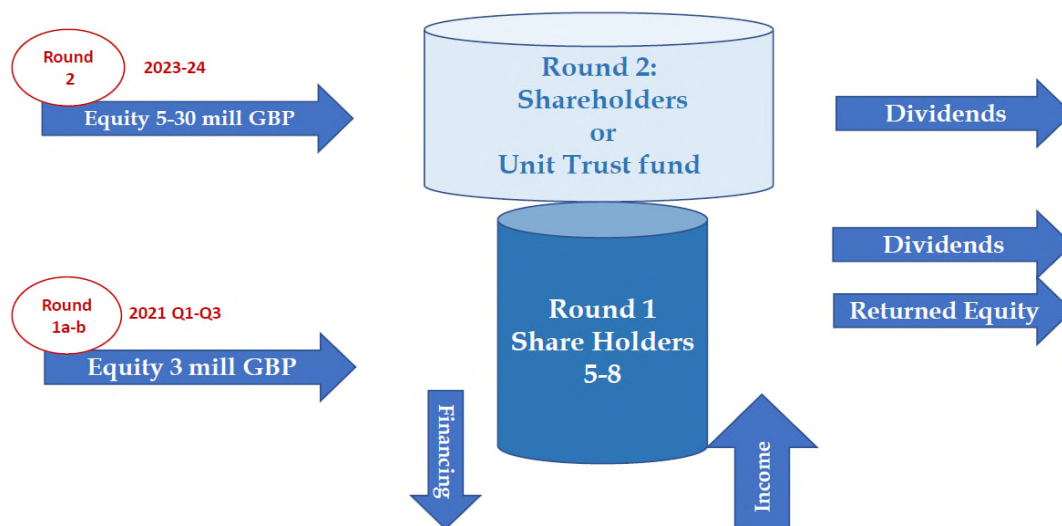 Round
2
2023-24
Equity 5-30 mill GBP
Round 2:
Shareholders
or
Unit Trust fund
Dividends
Dividends
Returned Equity
Round
1a-b
2021 Q1-Q3
Equity 3 mill GBP
Round 1
Share Holders
5-8
Financing
Income